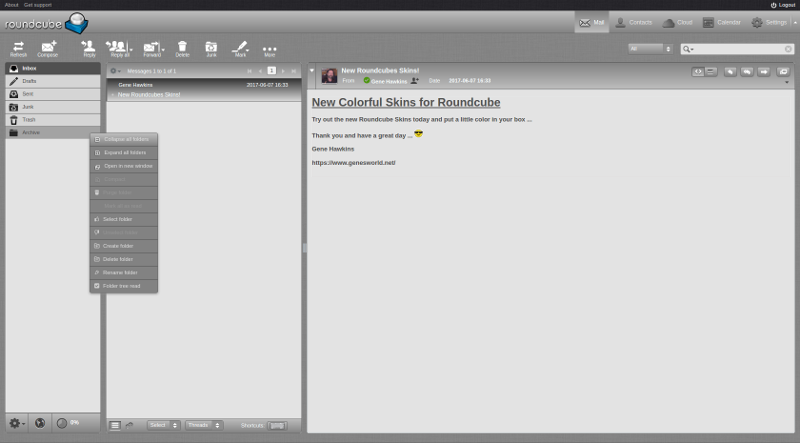 About Get support
Logout
roundcube
Mail Contacts Cloud Calendar Settings
Refresh Compose Reply Reply all Forward Delete Junk Mark More
All
Inbox
Drafts
Sent
Junk
Trash
Archive
Messages 1 to 1 of 1
1
Gene Hawkins 2017-06-07 16:33
New Roundcubes Skins!
Collapse all folders
Expand all folders
Open in new window
Select folder
Create folder
Delete folder
Rename folder
Folder tree read
New Roundcubes Skins!
From Gene Hawkins Date 2017-06-07 16:33
New Colorful Skins for Roundcube
Try out the new Roundcube Skins today and put a little color in your box ...
Thank you and have a great day ...
Gene Hawkins
https://www.genesworld.net/
0%
Select Threads Shortcuts